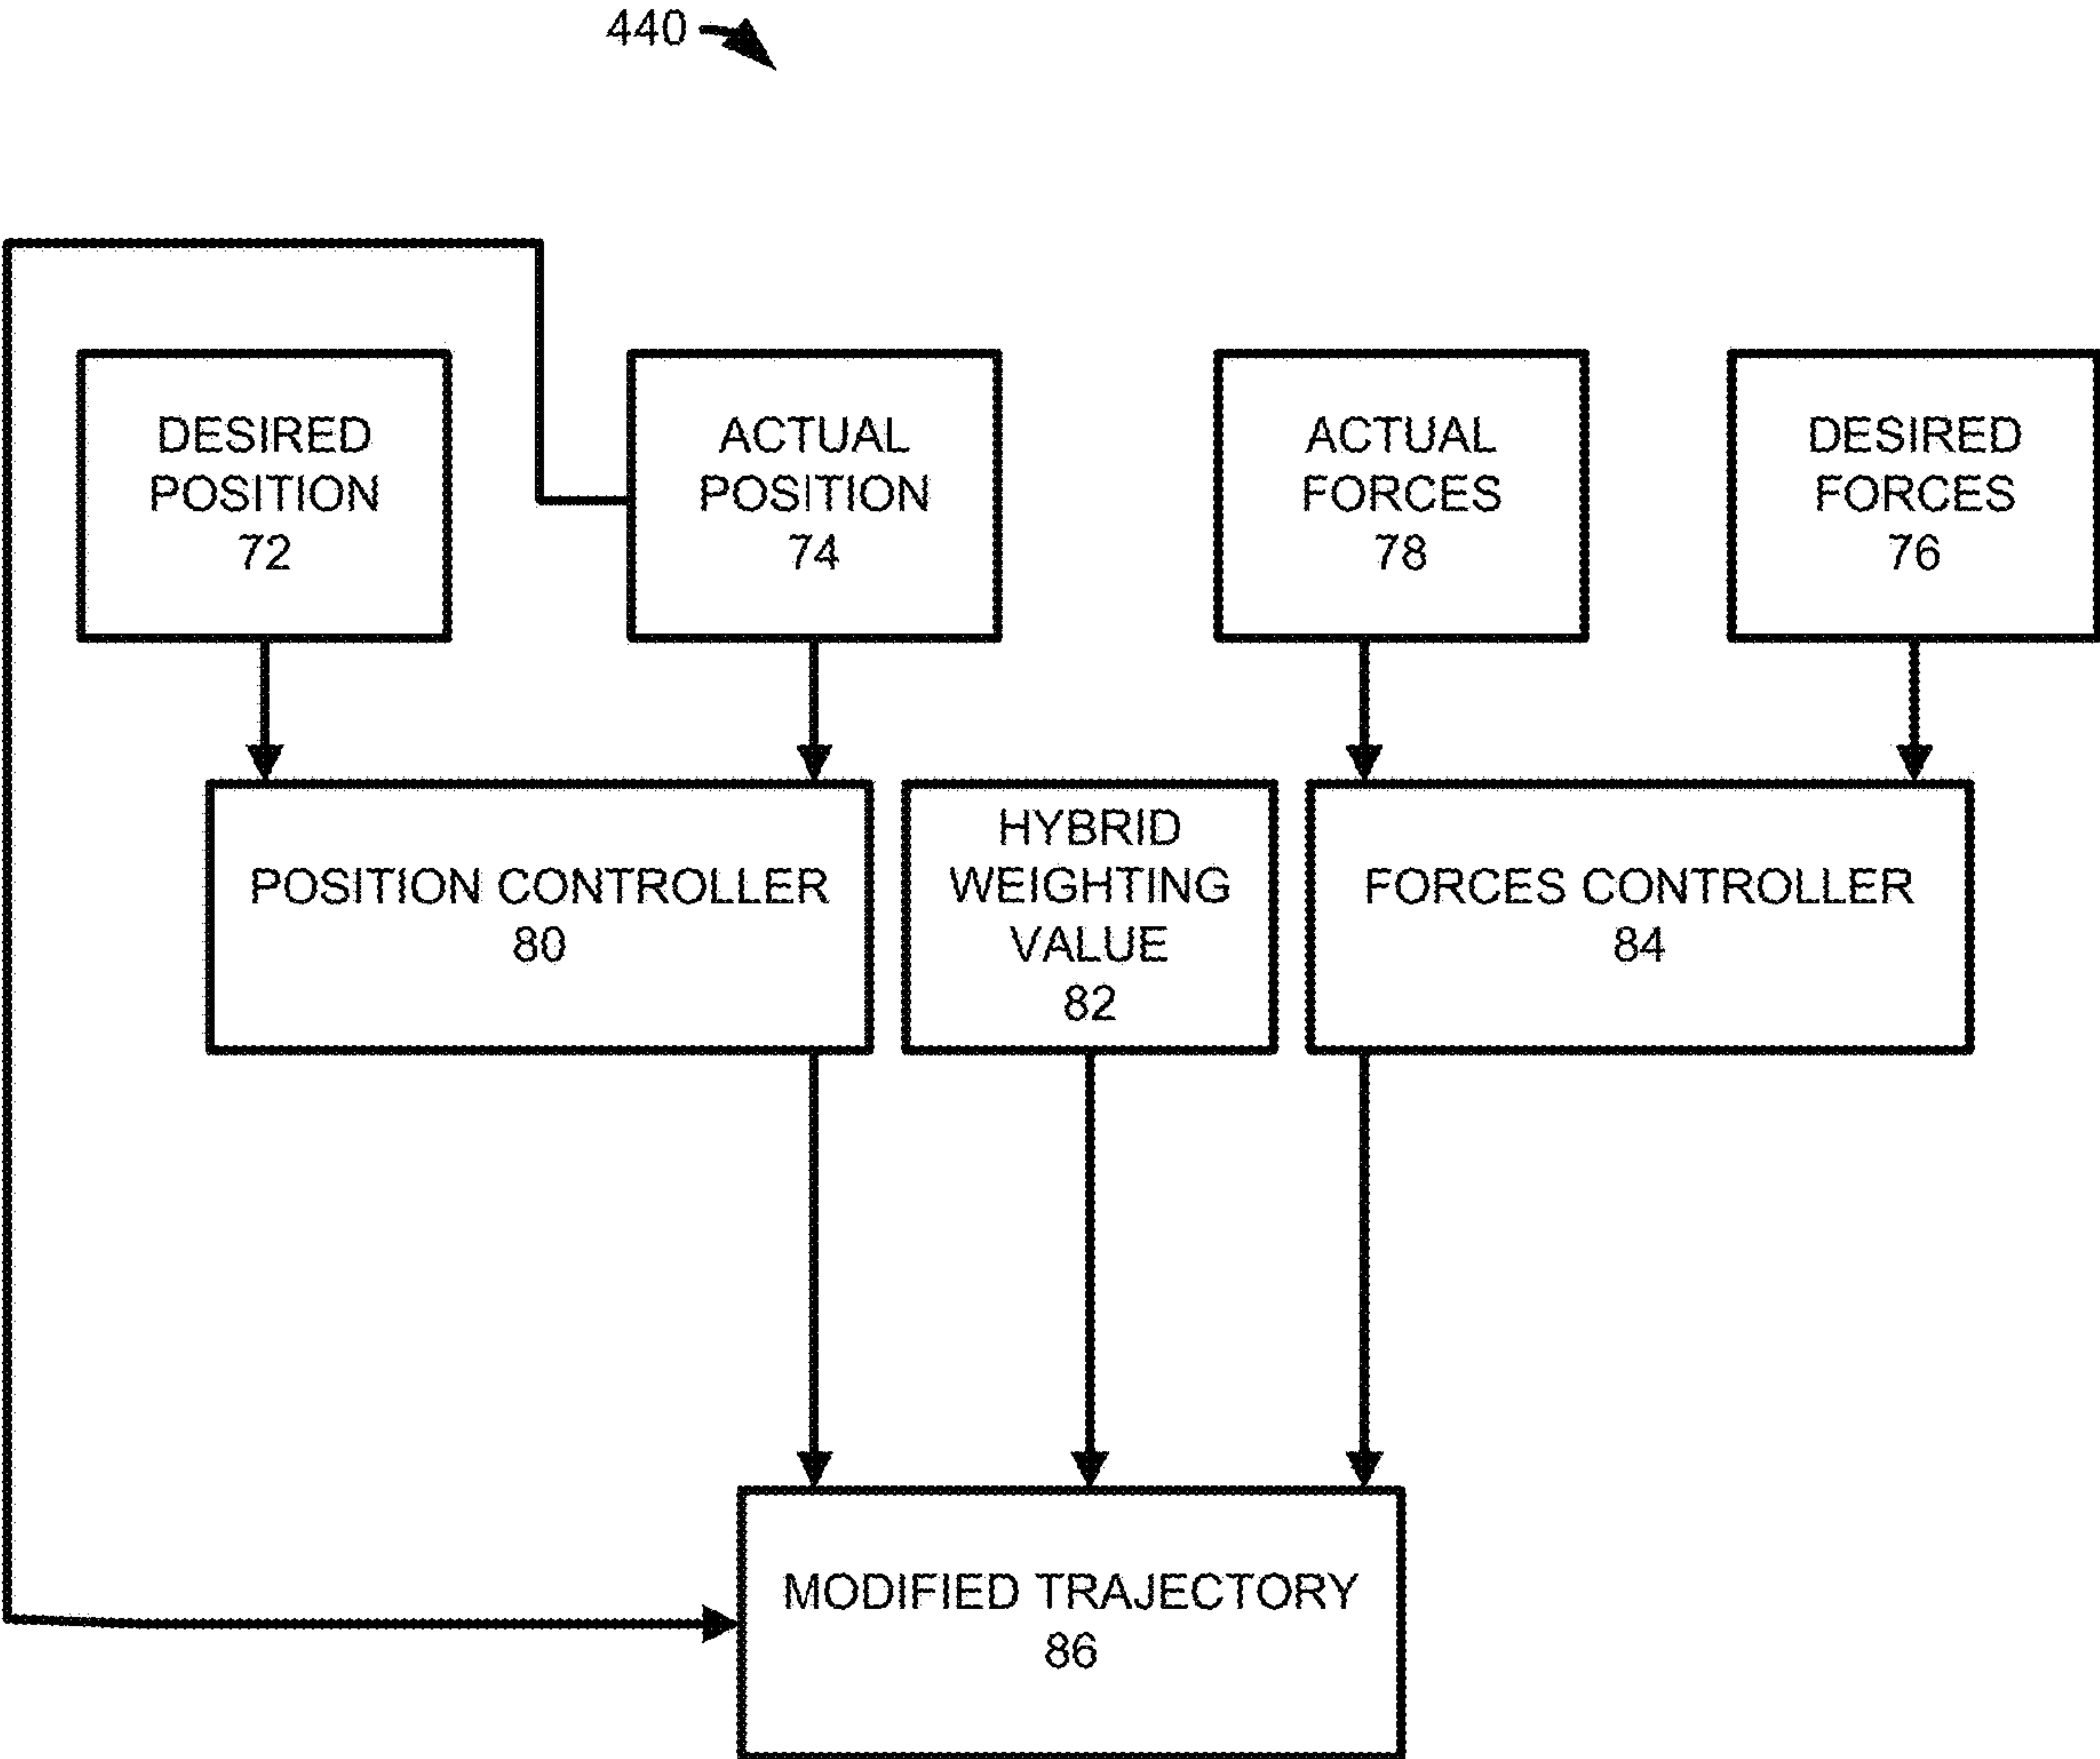 440
DESIRED
POSITION
72
ACTUAL
POSITION
74
ACTUAL
FORCES
78
DESIRED
FORCES
76
POSITION CONTROLLER
80
HYBRID
WEIGHTING
VALUE
82
FORCES CONTROLLER
84
MODIFIED TRAJECTORY
86